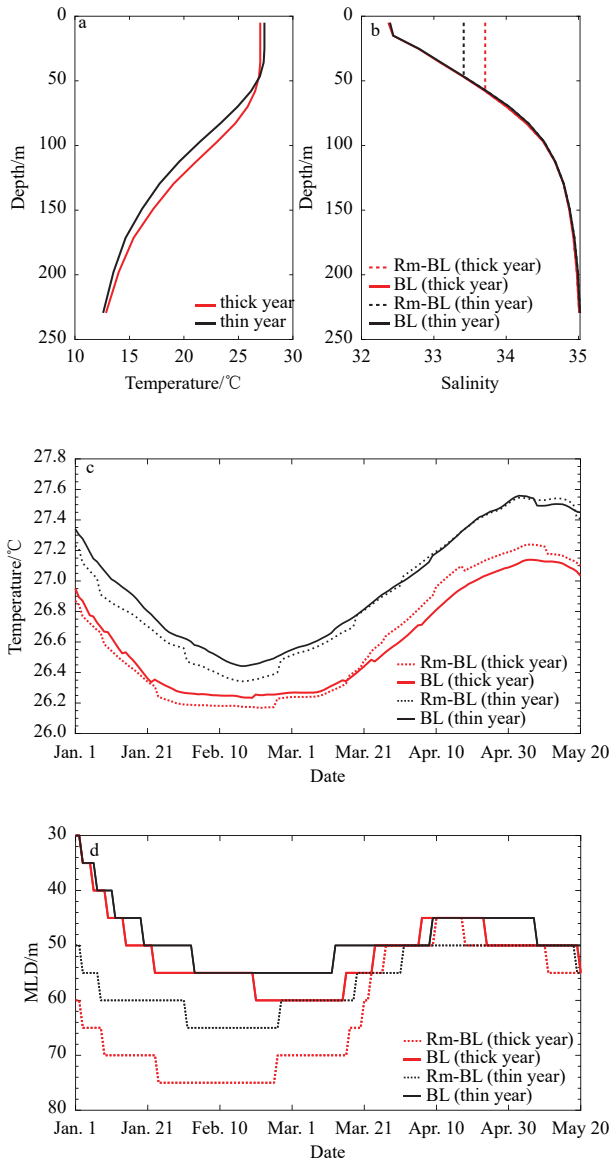 a
0
50
100
150
200
250
Depth/m
10
15
20
25
30
Temperature/℃
thick year
thin year
b
0
50
100
150
200
250
Depth/m
32
33
34
35
Salinity
Rm-BL (thick year)
BL (thick year)
Rm-BL (thin year)
BL (thin year)
c
27.8
27.6
27.4
27.2
27.0
26.8
26.6
26.4
26.2
26.0
Temperature/℃
Rm-BL (thick year)
BL (thick year)
Rm-BL (thin year)
BL (thin year)
Jan. 1
Jan. 21
Feb. 10
Mar. 1
Mar. 21
Apr. 10
Apr. 30
May 20
Date
d
30
40
50
60
70
80
MLD/m
Rm-BL (thick year)
BL (thick year)
Rm-BL (thin year)
BL (thin year)
Jan. 1
Jan. 21
Feb. 10
Mar. 1
Mar. 21
Apr. 10
Apr. 30
May 20
Date